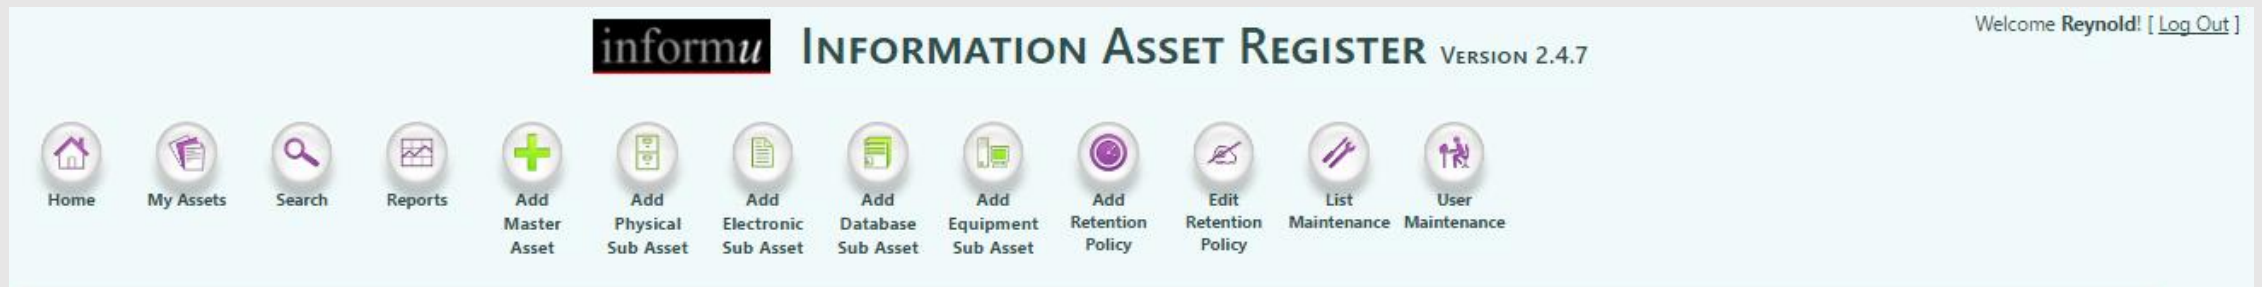 Welcome Reynold! [ Log Out ]
informu INFORMATION ASSET REGISTER VERSION 2.4.7
Home
My Assets
Search
Reports
Add
Master
Asset
Add
Physical
Sub Asset
Add
Electronic
Sub Asset
Add
Database
Sub Asset
Add
Equipment
Sub Asset
Add
Retention
Policy
Edit
Retention
Policy
List
Maintenance
User
Maintenance